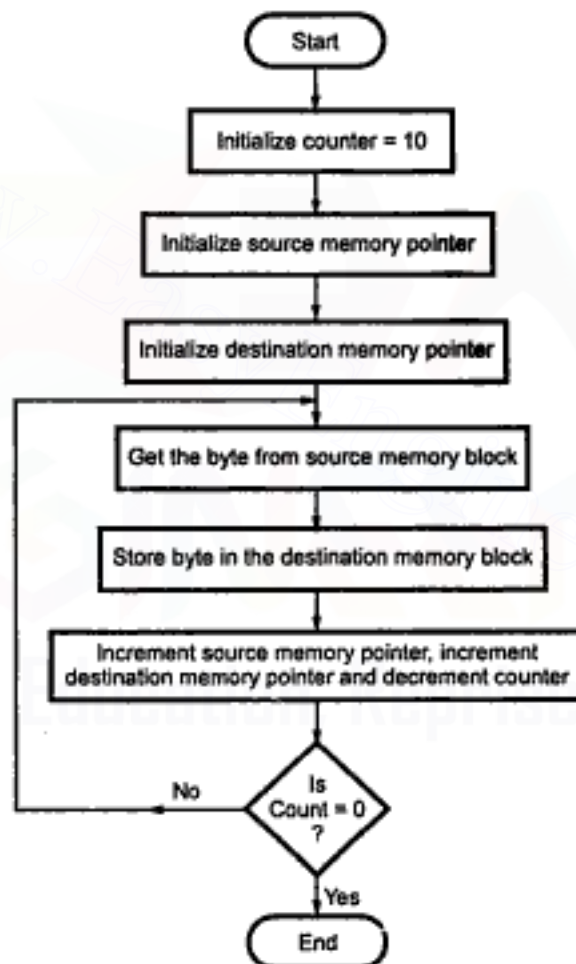 Start
Initialize counter = 10
Initialize source memory pointer
Initialize destination memory pointer
Get the byte from source memory block
Store byte in the destination memory block
Increment source memory pointer, increment
destination memory pointer and decrement counter
Is
Count = 0
?
No
Yes
End